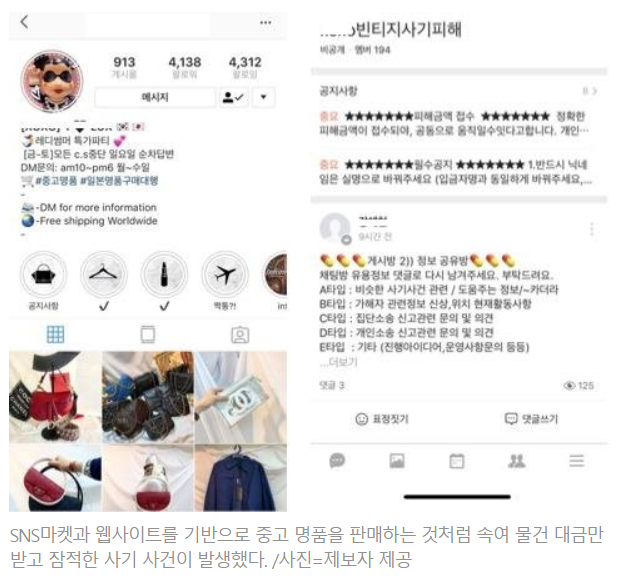 913 4,138 4,312
게시물 팔로워 팔로잉
메시지
레디썸머 특가파티
[금-토]모든 c.s중단 일요일 순차답변
DM문의: am10~pm6 월~수일
#중고명품 #일본명품구매대행
-
-DM for more information
-Free shipping Worldwide
-
공지사항 ✓ ✓ 찍통?! int
빈티지사기피해
비공개 · 멤버 194
공지사항 8 >
중요 ★★★★★★★피해금액 접수 ★★★★★★★ 정확한
피해금액이 접수되야, 공동으로 움직일수있다고합니다. 개인…
중요 ★★★★★★★필수공지 ★★★★★★★ 1.반드시 닉네
임은 실명으로 바꿔주세요 (입금자명과 동일하게 바꿔주세요,…
9시간 전
게시방 2)) 정보 공유방
채팅방 유용정보 댓글로 다시 남겨주세요. 부탁드려요.
A타입 : 비슷한 사기사건 관련 / 도움주는 정보/~카더라
B타입 : 가해자 관련정보 신상,위치 현재활동사항
C타입 : 집단소송 신고관련 문의 및 의견
D타입 : 개인소송 신고관련 문의 및 의견
E타입 : 기타 (진행아이디어,운영사항문의 등등)
...더보기
댓글 3 125
표정짓기 댓글쓰기
SNS마켓과 웹사이트를 기반으로 중고 명품을 판매하는 것처럼 속여 물건 대금만
받고 잠적한 사기 사건이 발생했다. /사진=제보자 제공